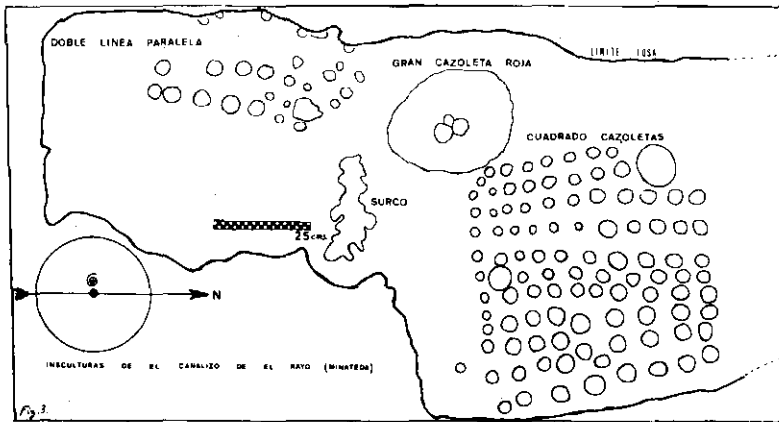 DOBLE LINEA PARALELA
GRAN CAZOLETA ROJA
LIMITE LOSA
CUADRADO CAZOLETAS
SURCO
25 CMS.
N
INSCULTURAS DE EL CANALIZO DE EL RAYO (MINATEDA)
Fig. 3.